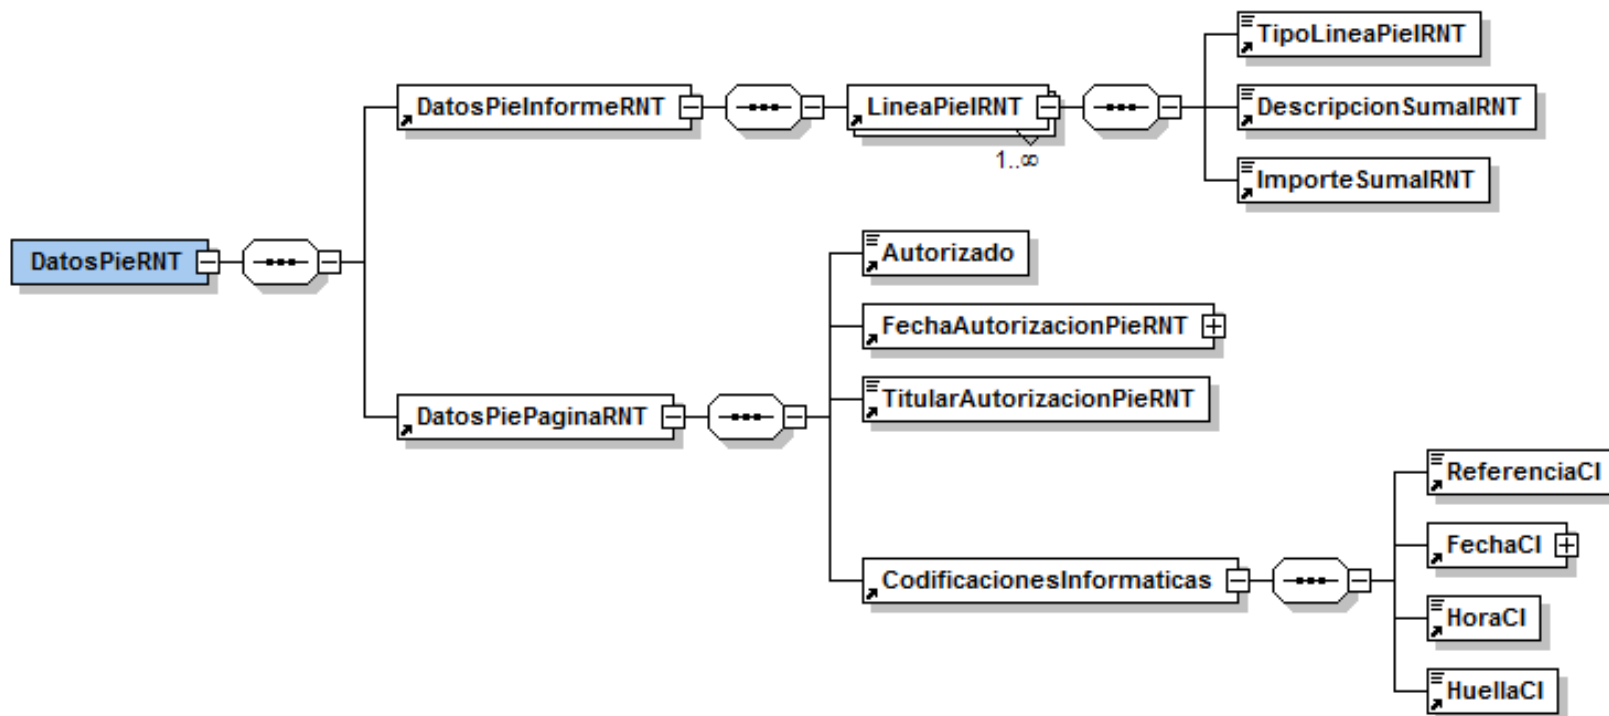 TipoLineaPieIRNT
DatosPieInformeRNT
LineaPieIRNT
DescripcionSumaIRNT
1..∞
ImporteSumaIRNT
DatosPieRNT
Autorizado
FechaAutorizacionPieRNT
TitularAutorizacionPieRNT
DatosPiePaginaRNT
ReferenciaCI
FechaCI
CodificacionesInformaticas
HoraCI
HuellaCI